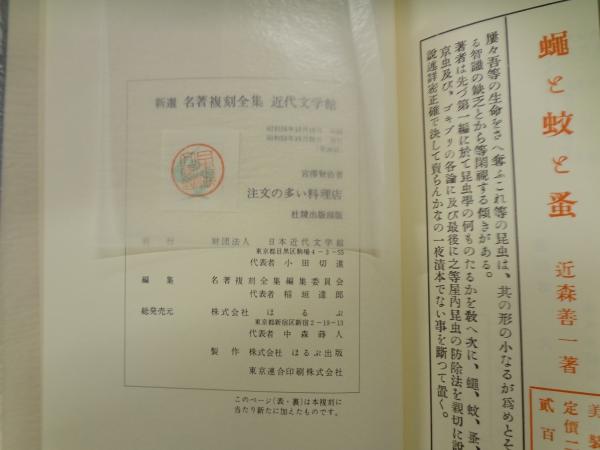 新選 名著複刻全集 近代文学館
宮澤賢治著
注文の多い料理店
杜陵出版部版
刊行 財団法人 日本近代文学館
東京都目黒区駒場4-3-55
代表者 小田切進
編集 名著複刻全集編集委員会
代表者 稲垣達郎
総発売元 株式会社 ほるぷ
東京都新宿区新宿2-19-13
代表者 中森蒔人
製作 株式会社 ほるぷ出版
東京連合印刷株式会社
このページ(表・裏)は本複刻に
当たり新たに加えたものです。
蠅と蚊と蚤
近森善一著
美製
定價二
貳百
屢々吾等の生命をさへ奪ふこれ等の昆虫は、其の形の小なるが爲めとそ
る智識の缺乏とから等閑視する傾きがある。
著者は先づ第一編に於て昆虫學の何ものたるかを敎へ次に、蠅、蚊、蚤、
京虫及び、ゴキブリの各論に及び最後に之等屋内昆虫の防除法を親切に說
說述詳密正確で決して賣らんかなの一夜漬本でない事を斷つて置く。